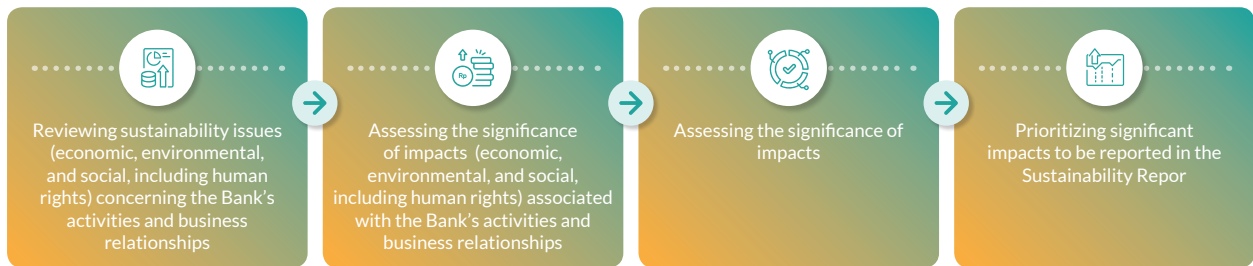 Reviewing sustainability issues
(economic, environmental,
and social, including human
rights) concerning the Bank's
activities and business
relationships
Rp
Assessing the significance
of impacts (economic,
environmental, and social,
including human rights) associated
with the Bank's activities and
business relationships
Assessing the significance of
impacts
Prioritizing significant
impacts to be reported in the
Sustainability Repor